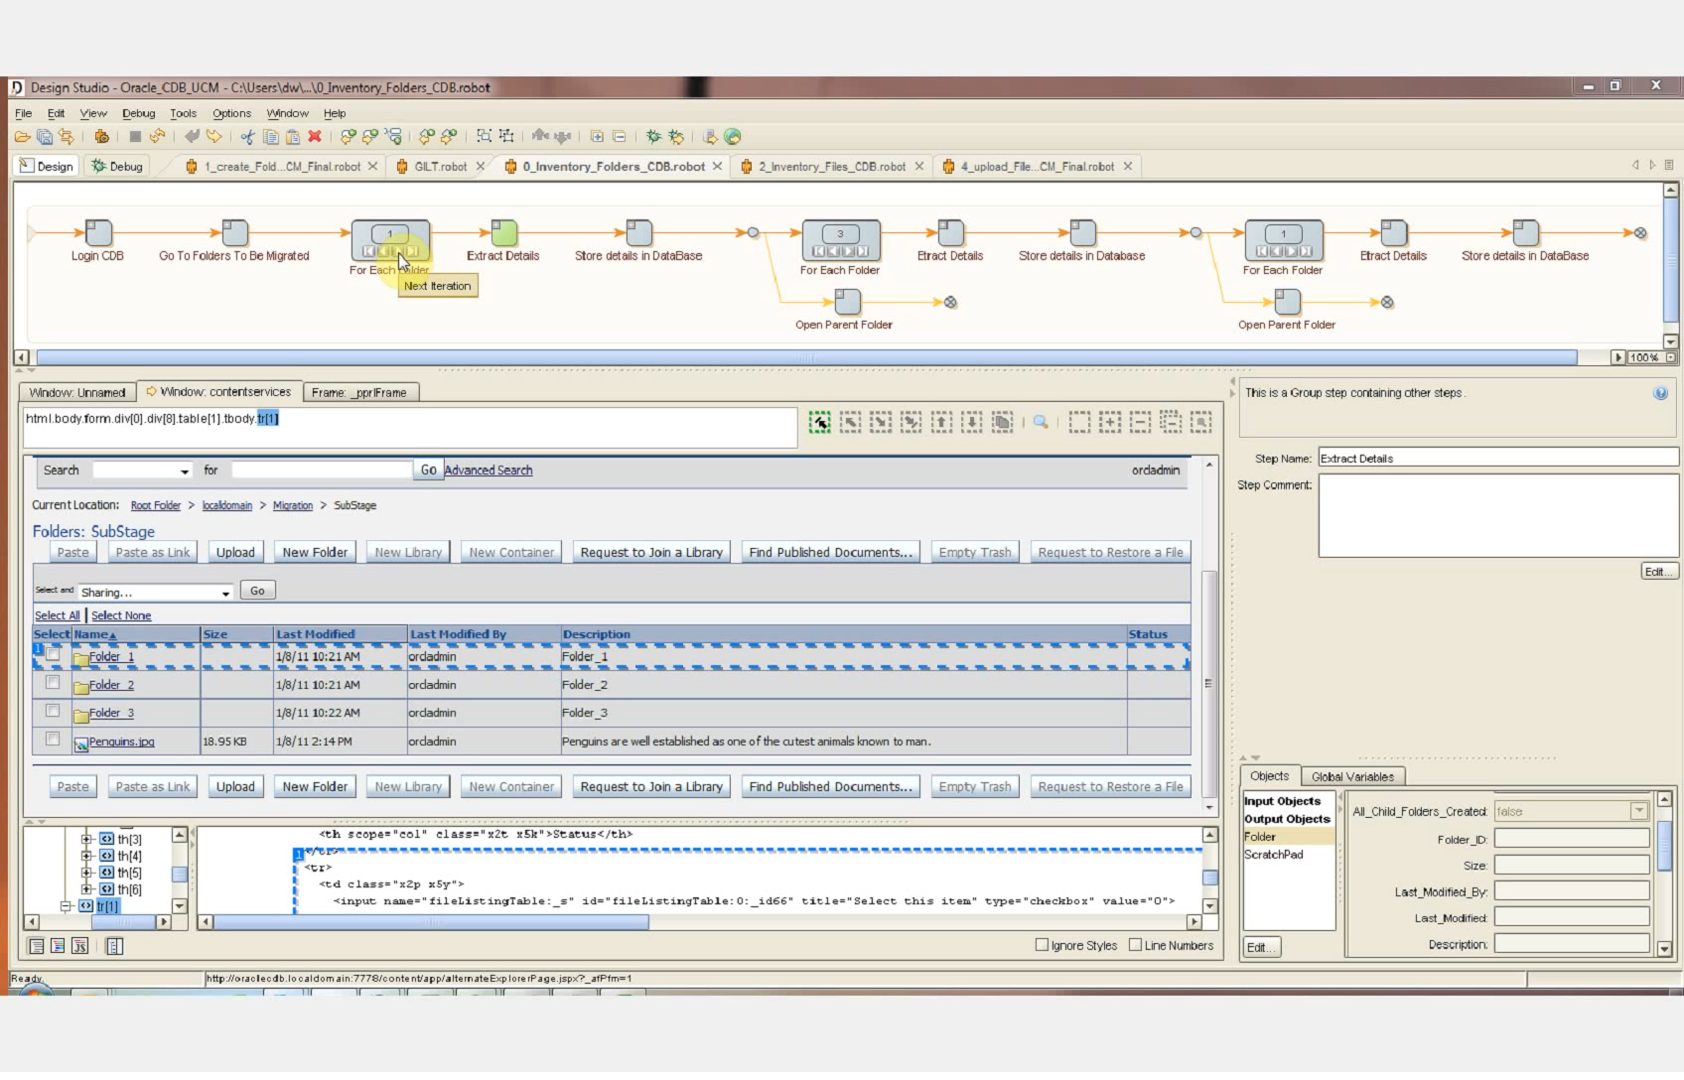 Design Studio - Oracle_CDB_UCM - C:\Users\dw\...\0_Inventory_Folders_CDB.robot
File Edit View Debug Tools Options Window Help
Design Debug 1_create_Fold...CM_Final.robot GILT.robot 0_Inventory_Folders_CDB.robot 2_Inventory_Files_CDB.robot 4_upload_File...CM_Final.robot
1 3 1
Login CDB Go To Folders To Be Migrated Extract Details Store details in DataBase Etract Details Store details in Database Etract Details Store details in DataBase
For Each Folder For Each Folder For Each Folder
Next Iteration
Open Parent Folder Open Parent Folder
100%
Window: Unnamed Window: contentservices Frame: _pprIFrame
This is a Group step containing other steps.
html.body.form.div[0].div[8].table[1].tbody.tr[1]
Step Name: Extract Details
Step Comment:
Edit...
Search for Go Advanced Search orcladmin
Current Location: Root Folder > localdomain > Migration > SubStage
Folders: SubStage
Paste Paste as Link Upload New Folder New Library New Container Request to Join a Library Find Published Documents... Empty Trash Request to Restore a File
Select and Sharing... Go
Select All | Select None
Select Name Size Last Modified Last Modified By Description Status
1 Folder_1 1/8/11 10:21 AM orcladmin Folder_1
Folder_2 1/8/11 10:21 AM orcladmin Folder_2
Folder_3 1/8/11 10:22 AM orcladmin Folder_3
Penguins.jpg 18.95 KB 1/8/11 2:14 PM orcladmin Penguins are well established as one of the cutest animals known to man.
Paste Paste as Link Upload New Folder New Library New Container Request to Join a Library Find Published Documents... Empty Trash Request to Restore a File
Objects Global Variables
Input Objects
Output Objects
Folder
ScratchPad
Edit...
All_Child_Folders_Created: false
Folder_ID:
Size:
Last_Modified_By:
Last_Modified:
Description:
th[3]
th[4]
th[5]
th[6]
tr[1]
<th scope="col" class="x2t x5k">Status</th>
</tr>
1
<tr>
<td class="x2p x5y">
<input name="fileListingTable:_s" id="fileListingTable:0:_id66" title="Select this item" type="checkbox" value="0">
JS
Ignore Styles Line Numbers
Ready. http://oraclecdb.localdomain:7778/content/app/alternateExplorerPage.jspx?_afPfm=1